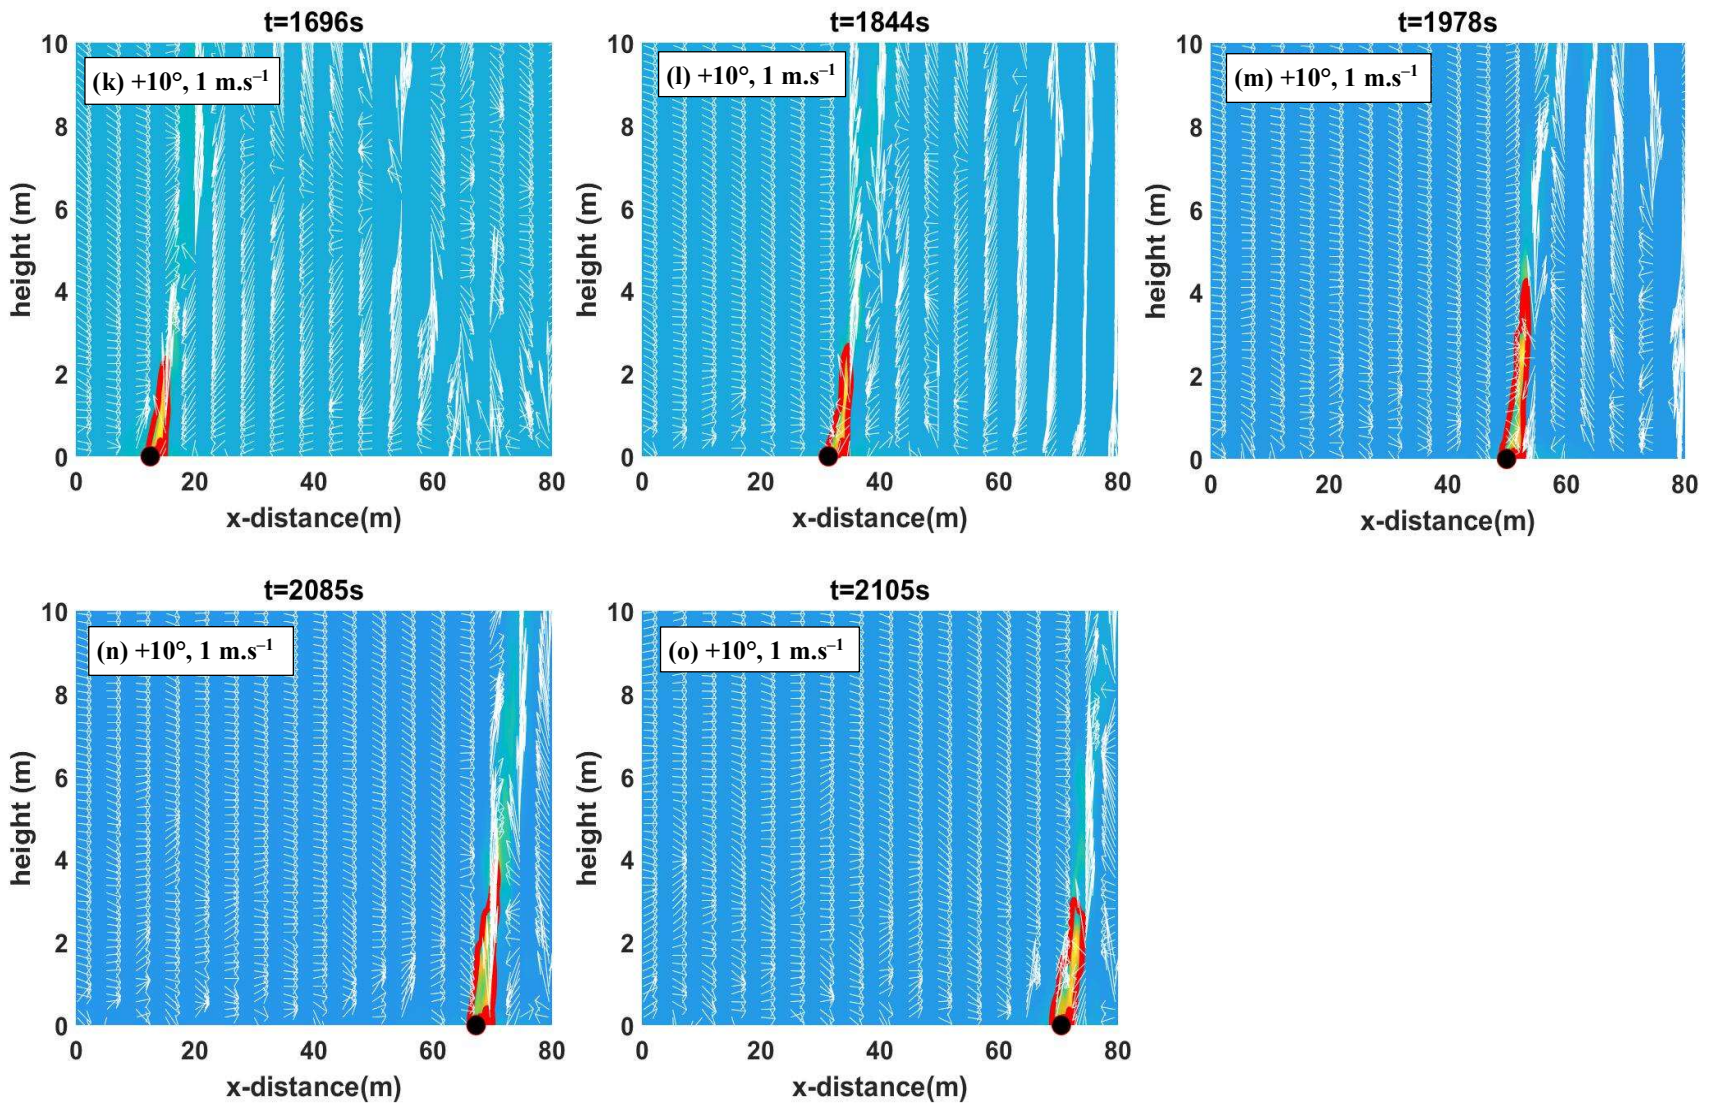 t=1696s
(k) +10°, 1 m.s⁻¹
10
8
6
4
2
0
height (m)
0 20 40 60 80
x-distance(m)
t=1844s
(l) +10°, 1 m.s⁻¹
10
8
6
4
2
0
height (m)
0 20 40 60 80
x-distance(m)
t=1978s
(m) +10°, 1 m.s⁻¹
10
8
6
4
2
0
height (m)
0 20 40 60 80
x-distance(m)
t=2085s
(n) +10°, 1 m.s⁻¹
10
8
6
4
2
0
height (m)
0 20 40 60 80
x-distance(m)
t=2105s
(o) +10°, 1 m.s⁻¹
10
8
6
4
2
0
height (m)
0 20 40 60 80
x-distance(m)